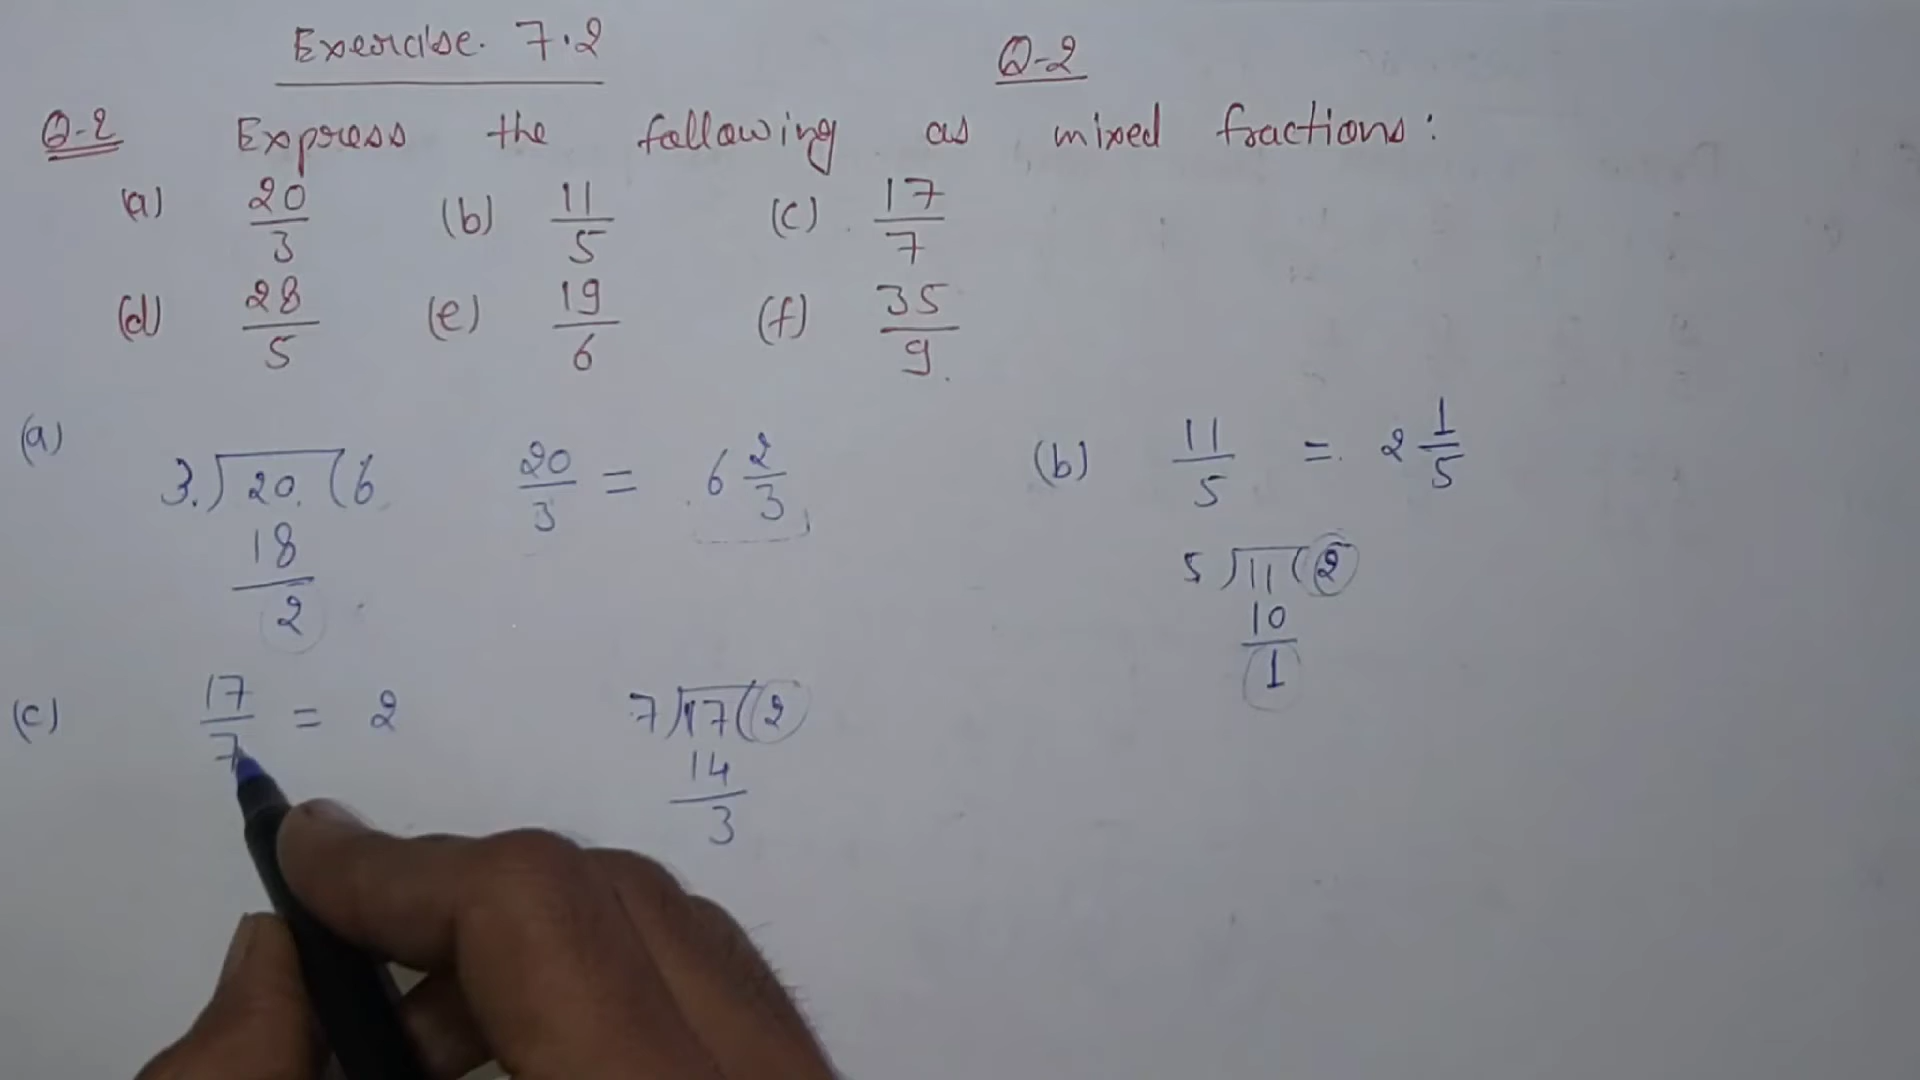 Exercise. 7.2
Q-2
Q-2 Express the following as mixed fractions:
(a) 20/3 (b) 11/5 (c) 17/7
(d) 28/5 (e) 19/6 (f) 35/9
(a) 3)20(6 20/3 = 6 2/3
18
2
(b) 11/5 = 2 1/5
5)11(2
10
1
(c) 17/7 = 2 7)17(2
14
3